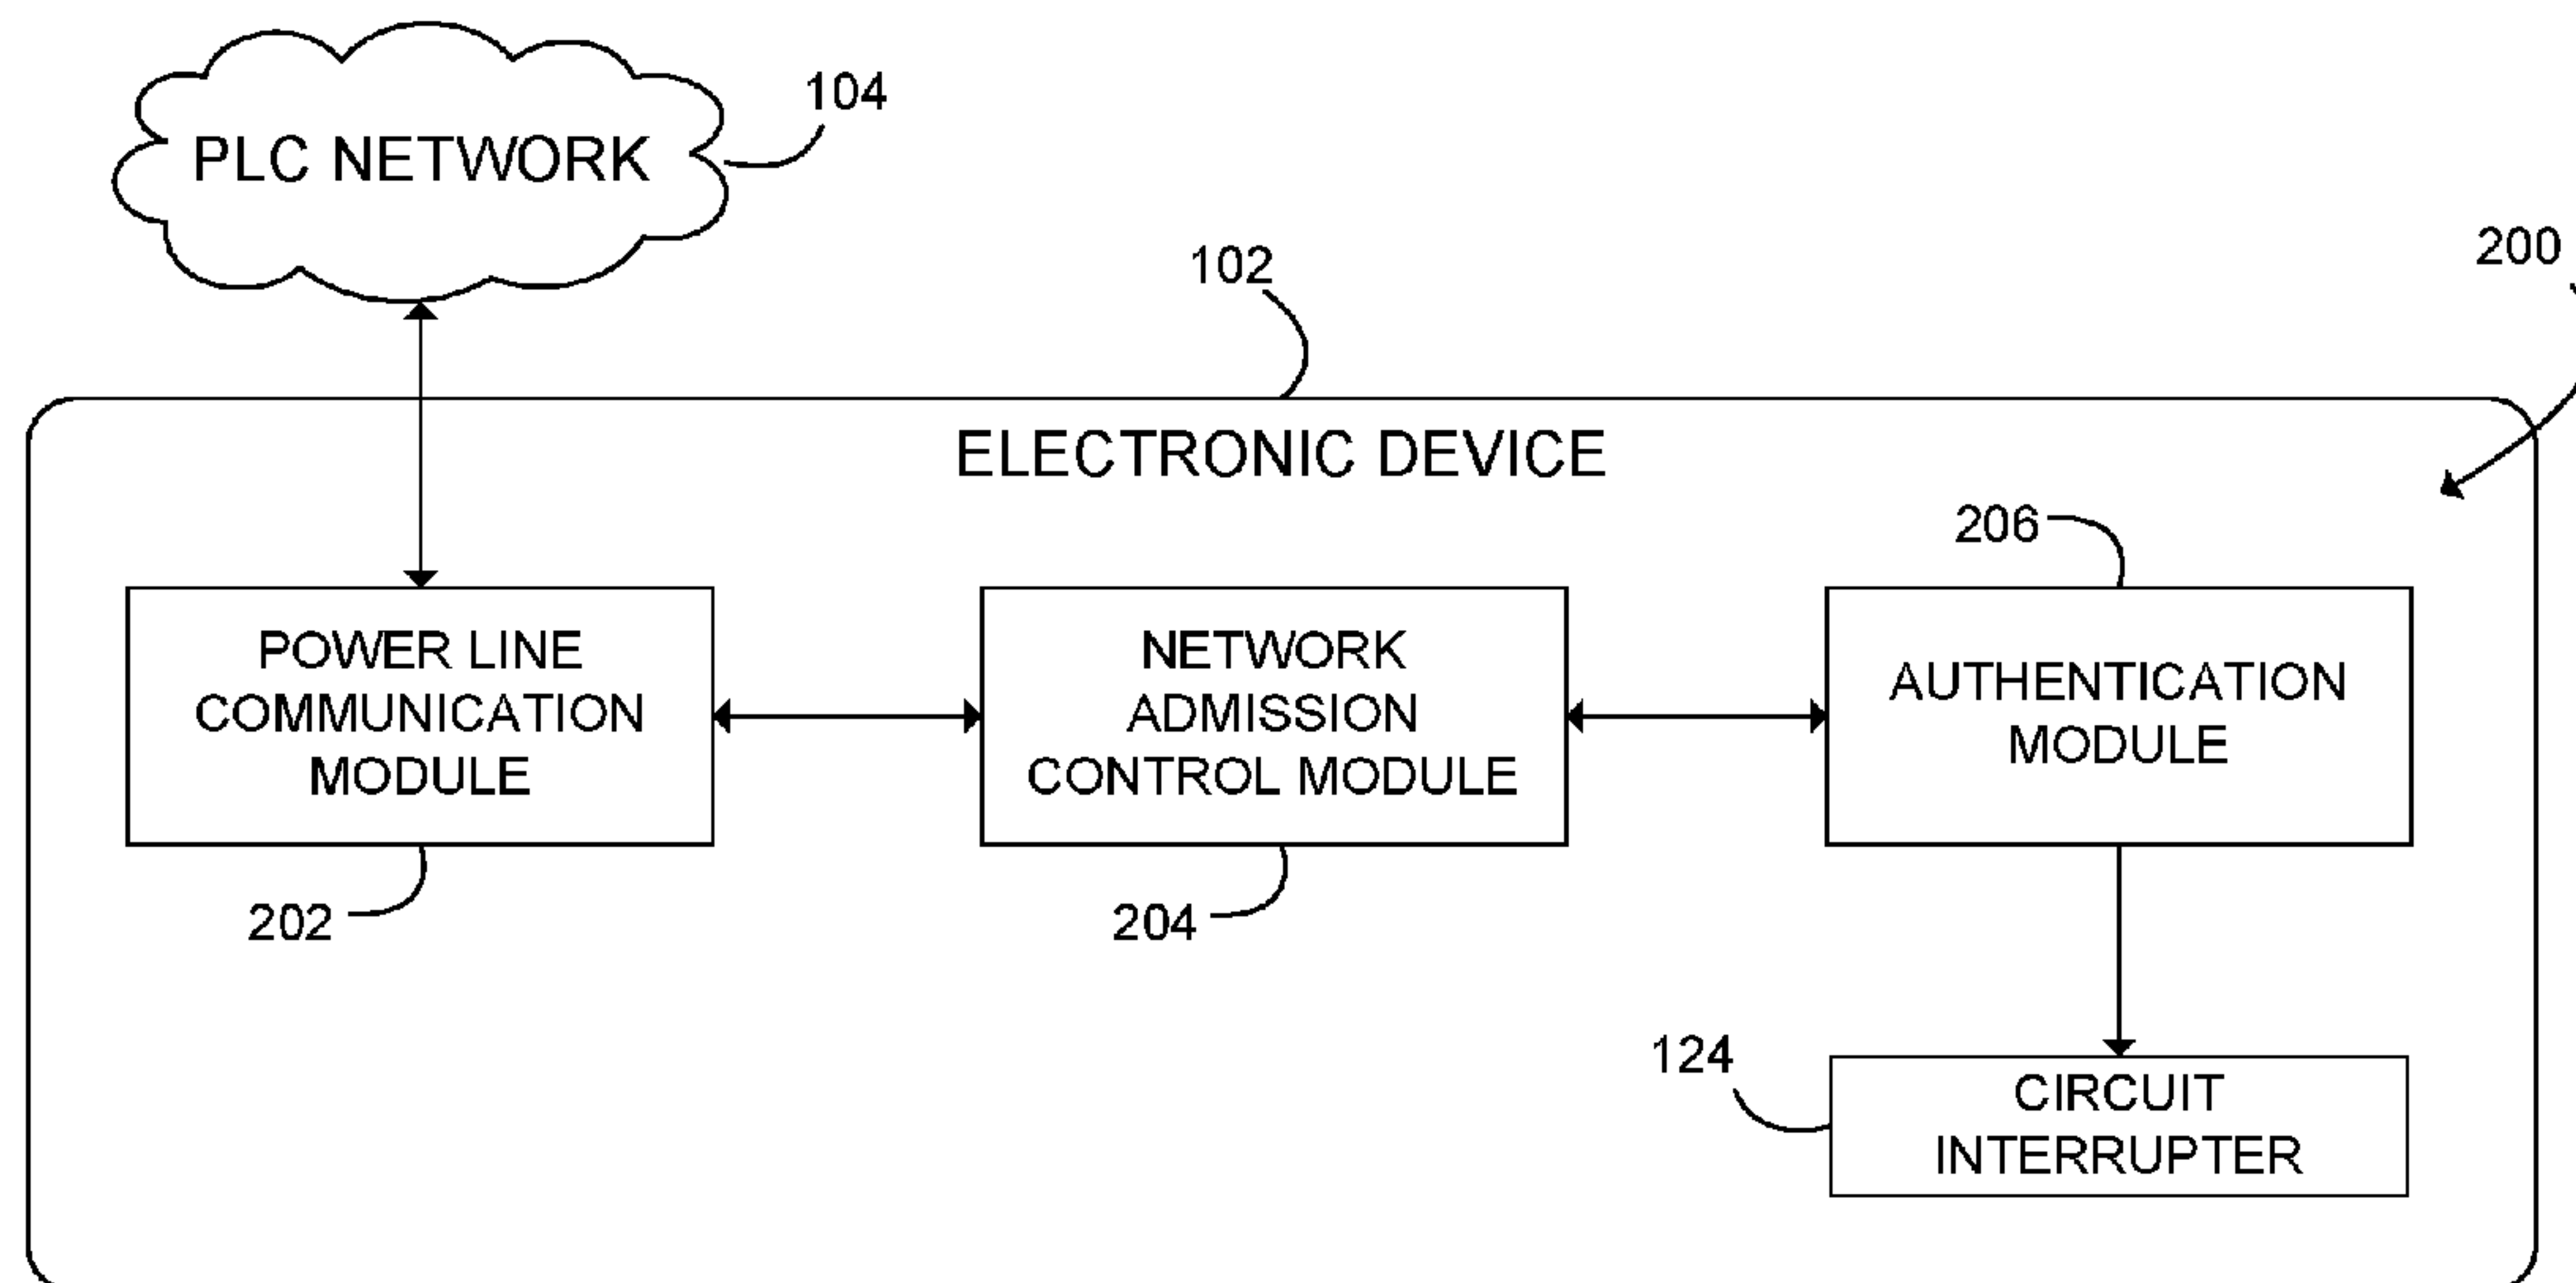 104
PLC NETWORK
102
200
ELECTRONIC DEVICE
206
POWER LINE
COMMUNICATION
MODULE
NETWORK
ADMISSION
CONTROL MODULE
AUTHENTICATION
MODULE
202
204
124
CIRCUIT
INTERRUPTER